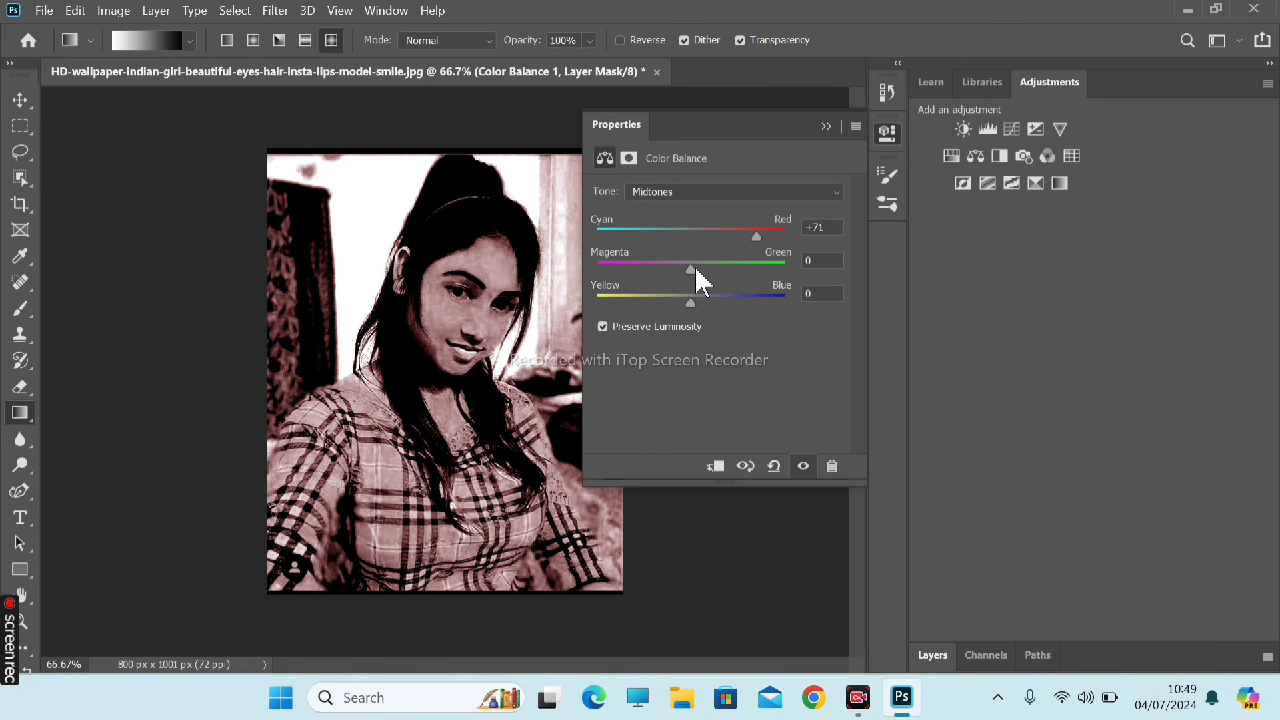 Ps File Edit Image Layer Type Select Filter 3D View Window Help
Mode: Normal Opacity: 100% Reverse Dither Transparency
HD-wallpaper-indian-girl-beautiful-eyes-hair-insta-lips-model-smile.jpg @ 66.7% (Color Balance 1, Layer Mask/8) *
Learn Libraries Adjustments
Add an adjustment
Properties
Color Balance
Tone: Midtones
Cyan Red +71
Magenta Green 0
Yellow Blue 0
Preserve Luminosity
Recorded with iTop Screen Recorder
screenrec
66.67% 800 px x 1001 px (72 ppi)
Layers Channels Paths
Search
Ps
10:49
04/07/2024
PRE